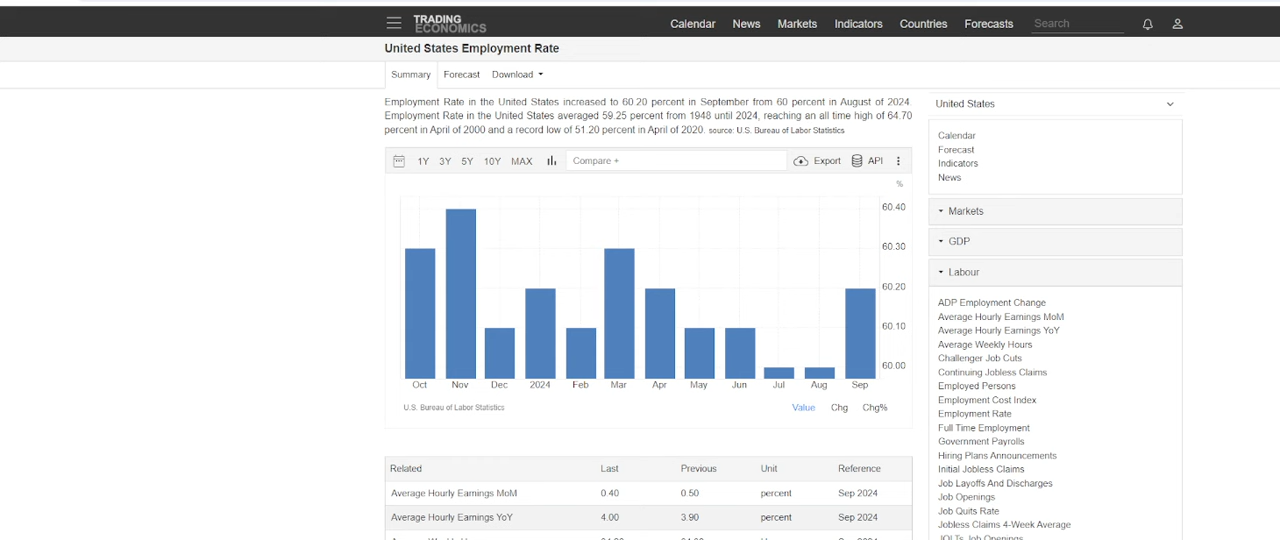 TRADING
ECONOMICS
Calendar News Markets Indicators Countries Forecasts Search
United States Employment Rate
Summary Forecast Download
Employment Rate in the United States increased to 60.20 percent in September from 60 percent in August of 2024.
Employment Rate in the United States averaged 59.25 percent from 1948 until 2024, reaching an all time high of 64.70
percent in April of 2000 and a record low of 51.20 percent in April of 2020. source: U.S. Bureau of Labor Statistics
1Y 3Y 5Y 10Y MAX Compare + Export API
%
60.40
60.30
60.20
60.10
60.00
Oct Nov Dec 2024 Feb Mar Apr May Jun Jul Aug Sep
U.S. Bureau of Labor Statistics Value Chg Chg%
Related Last Previous Unit Reference
Average Hourly Earnings MoM 0.40 0.50 percent Sep 2024
Average Hourly Earnings YoY 4.00 3.90 percent Sep 2024
United States
Calendar
Forecast
Indicators
News
Markets
GDP
Labour
ADP Employment Change
Average Hourly Earnings MoM
Average Hourly Earnings YoY
Average Weekly Hours
Challenger Job Cuts
Continuing Jobless Claims
Employed Persons
Employment Cost Index
Employment Rate
Full Time Employment
Government Payrolls
Hiring Plans Announcements
Initial Jobless Claims
Job Layoffs And Discharges
Job Openings
Job Quits Rate
Jobless Claims 4-Week Average
JOLTs Job Openings